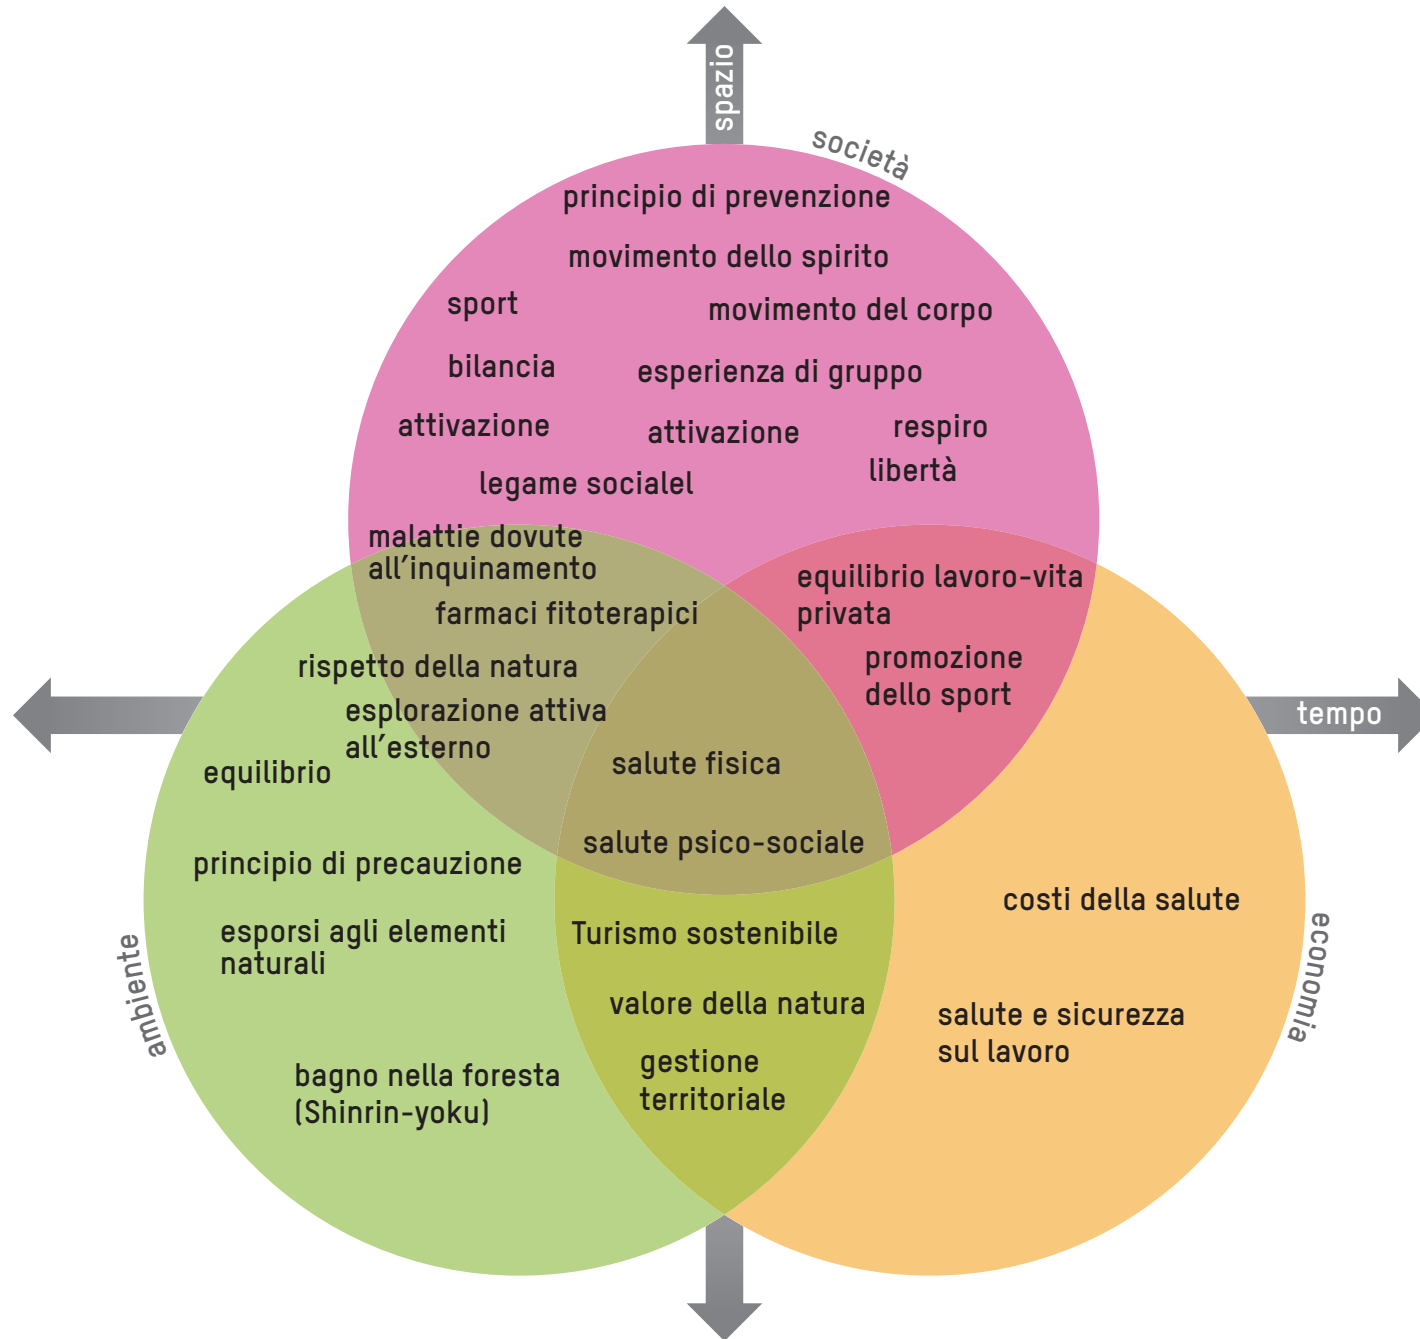 spazio
società
principio di prevenzione
movimento dello spirito
sport
movimento del corpo
bilancia
esperienza di gruppo
attivazione
attivazione
respiro
libertà
legame socialel
malattie dovute
all'inquinamento
farmaci fitoterapici
equilibrio lavoro-vita
privata
promozione
dello sport
rispetto della natura
esplorazione attiva
all'esterno
tempo
equilibrio
salute fisica
salute psico-sociale
principio di precauzione
costi della salute
esporsi agli elementi
naturali
Turismo sostenibile
ambiente
economia
valore della natura
salute e sicurezza
sul lavoro
gestione
territoriale
bagno nella foresta
(Shinrin-yoku)